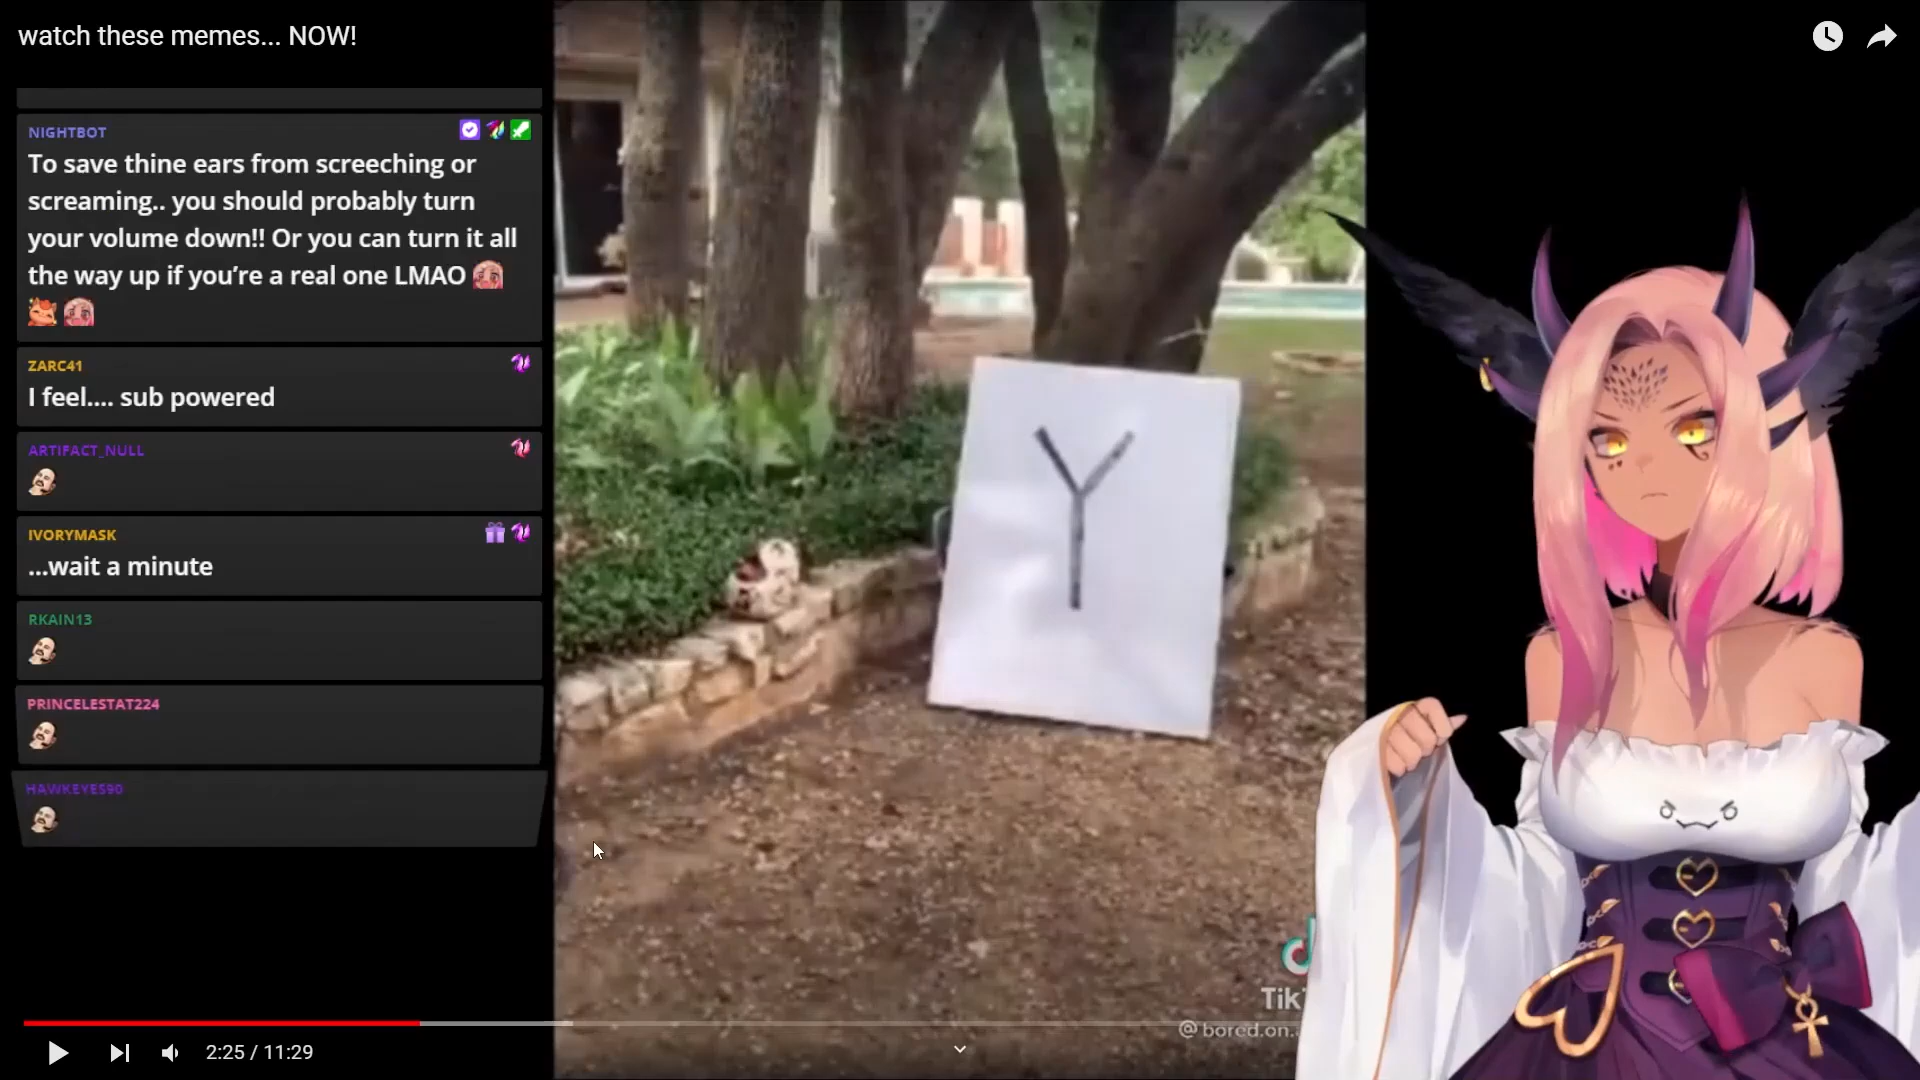 watch these memes... NOW!
NIGHTBOT
To save thine ears from screeching or
screaming.. you should probably turn
your volume down!! Or you can turn it all
the way up if you’re a real one LMAO
ZARC41
I feel.... sub powered
ARTIFACT_NULL
IVORYMASK
...wait a minute
RKAIN13
PRINCELESTAT224
HAWKEYES90
Y
@bored.on.
2:25 / 11:29